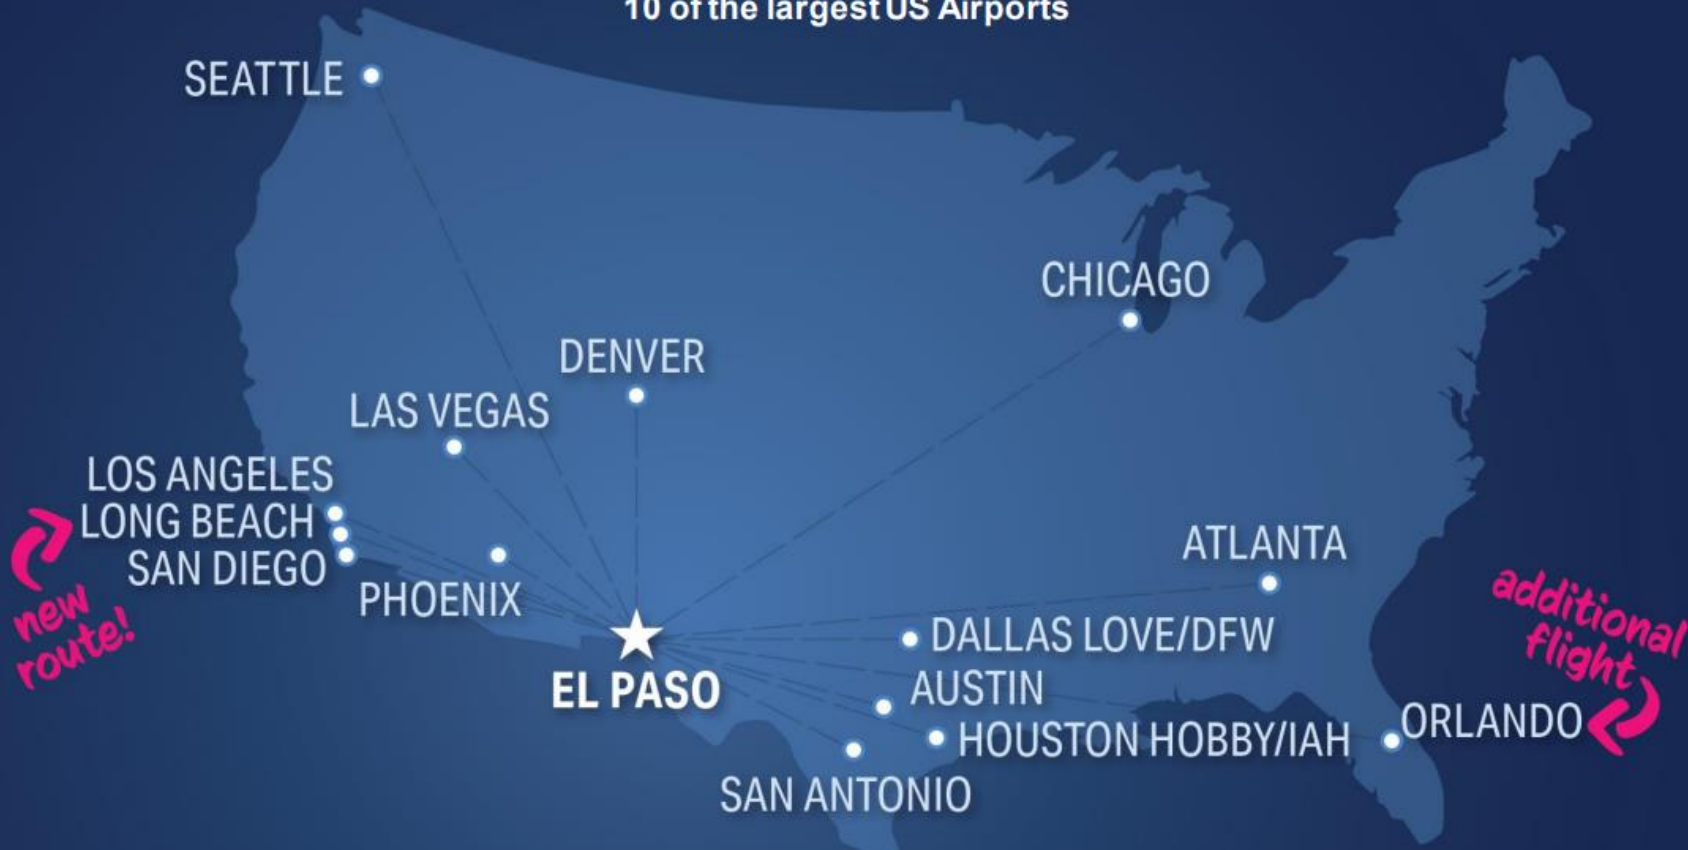 10 of the largest US Airports
SEATTLE
CHICAGO
DENVER
LAS VEGAS
LOS ANGELES
LONG BEACH
SAN DIEGO
new
route!
PHOENIX
ATLANTA
additional
flight
DALLAS LOVE/DFW
EL PASO
AUSTIN
ORLANDO
HOUSTON HOBBY/IAH
SAN ANTONIO